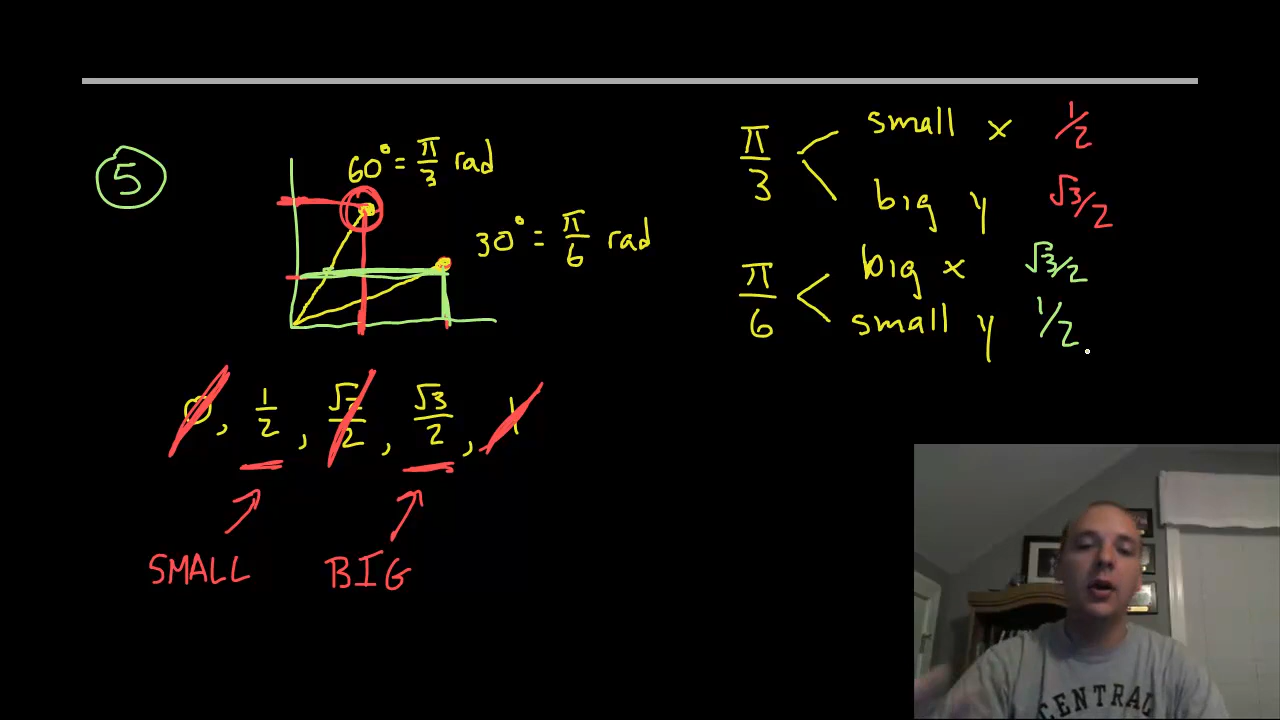 5
60° = π/3 rad
30° = π/6 rad
0, 1/2, √2/2, √3/2, 1
SMALL BIG
π/3 < small x 1/2
big y √3/2
π/6 < big x √3/2
small y 1/2
CENTRAL